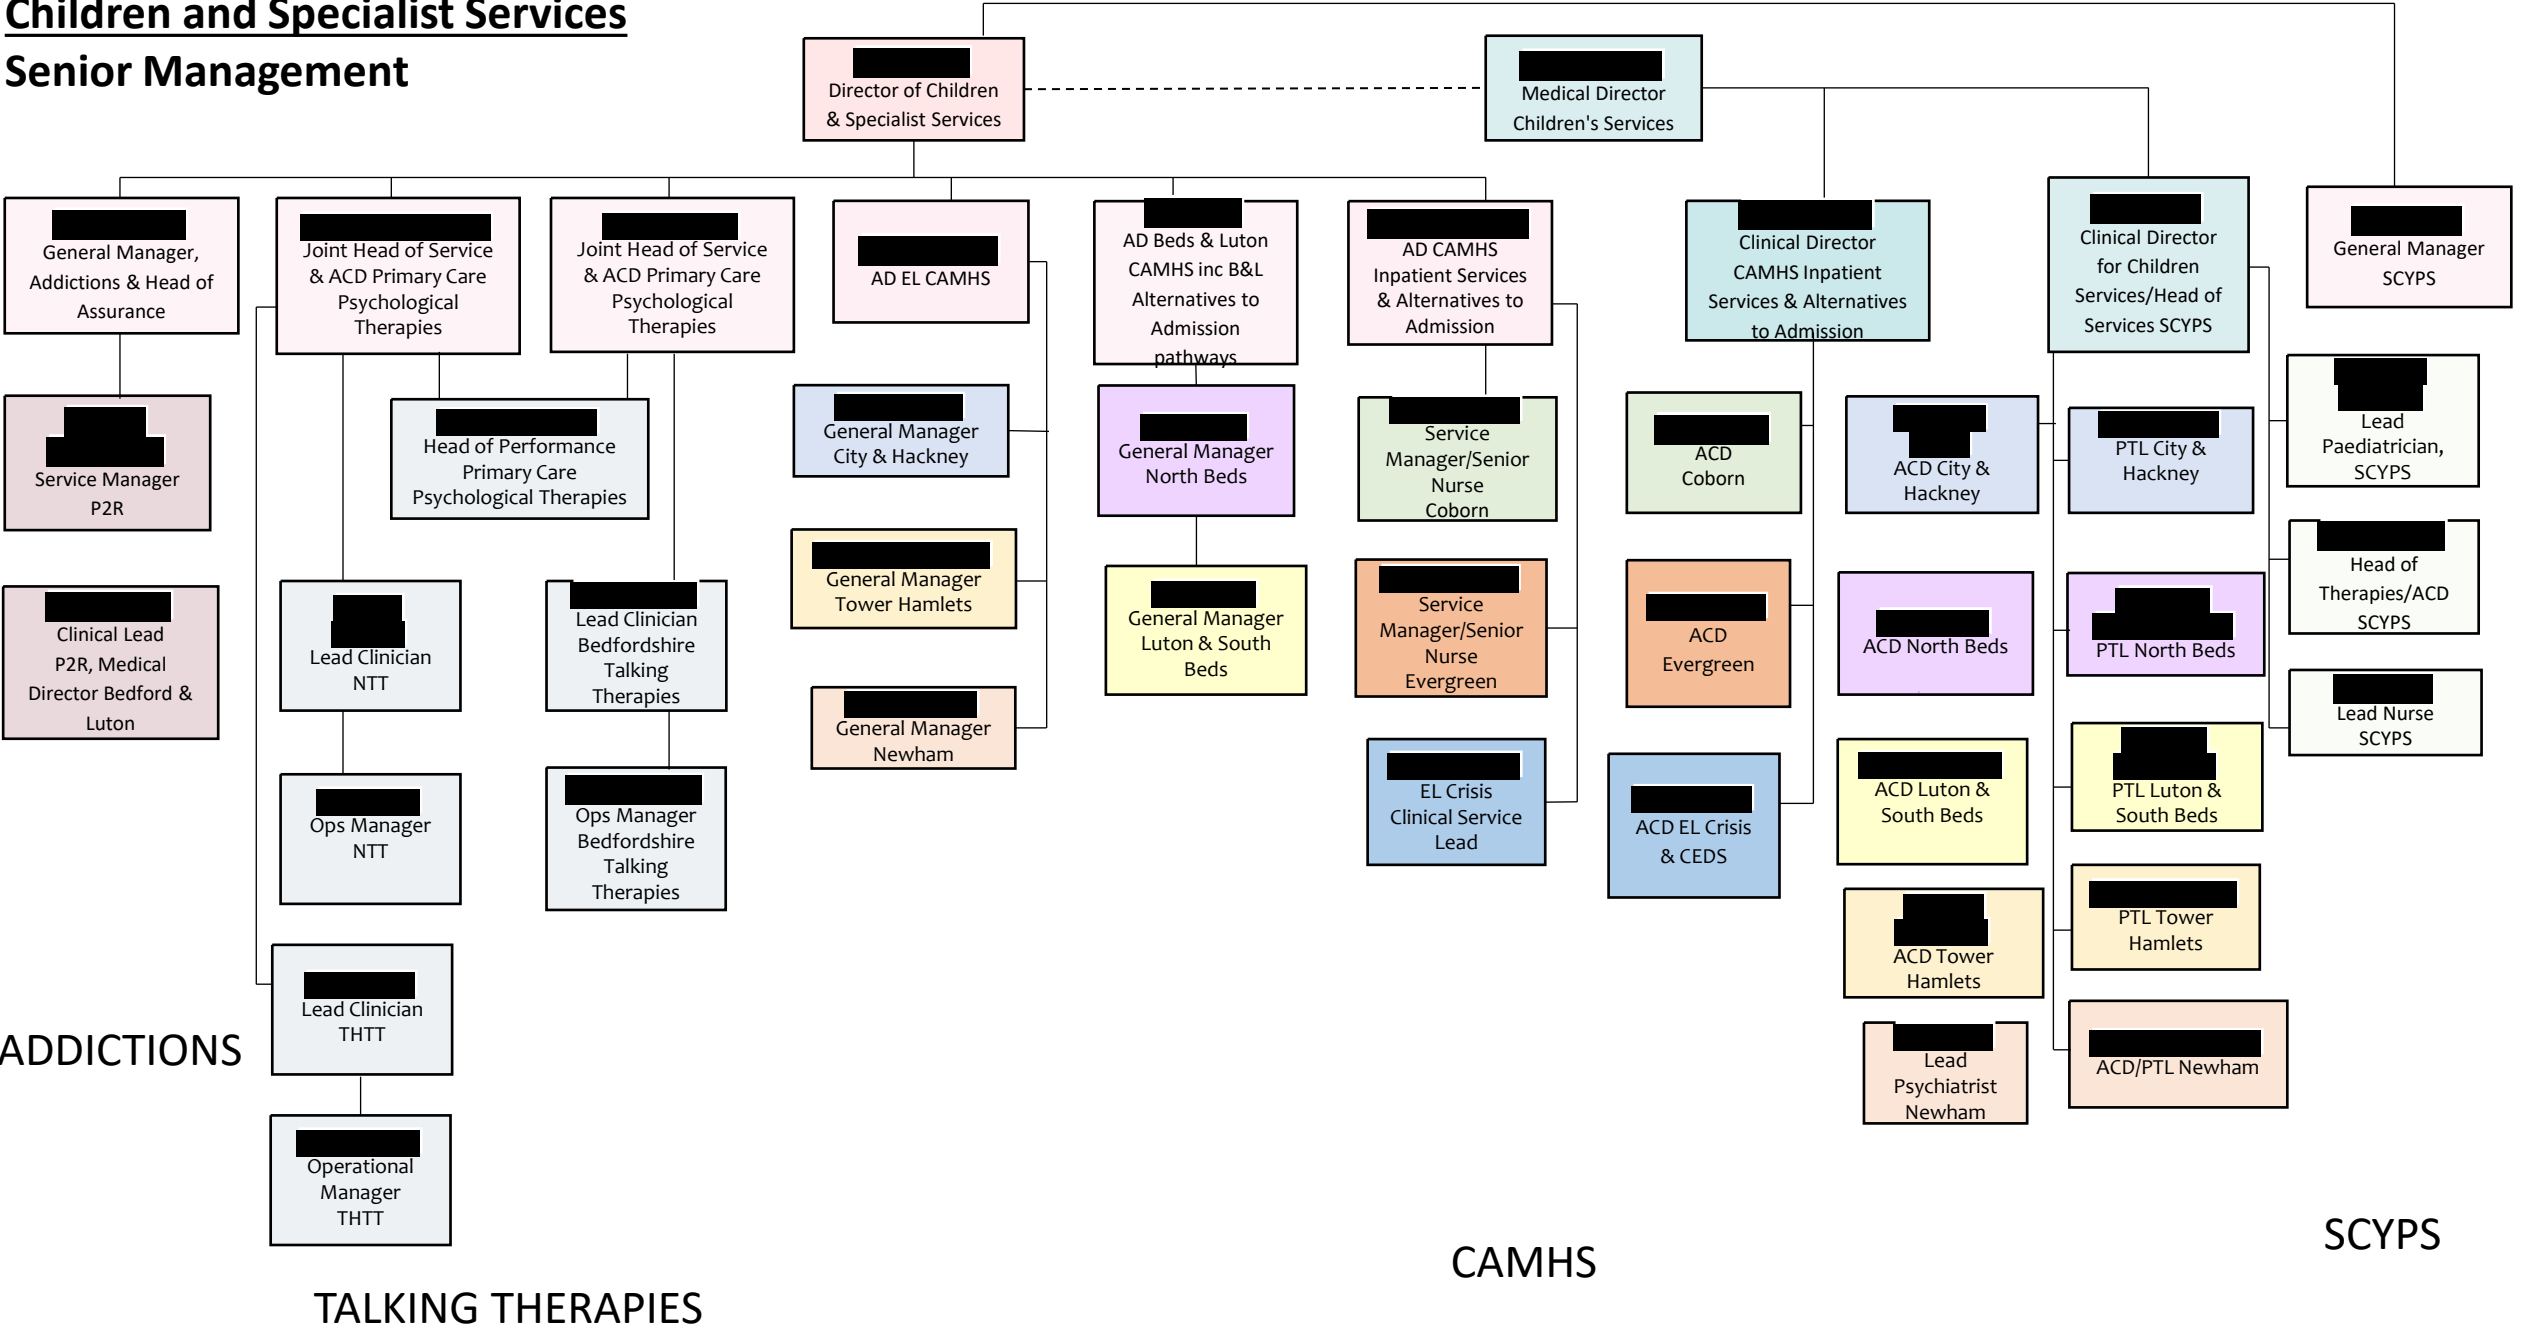 Children and Specialist Services
Senior Management
Director of Children
& Specialist Services
Medical Director
Children's Services
General Manager,
Addictions & Head of
Assurance
Joint Head of Service
& ACD Primary Care
Psychological
Therapies
Joint Head of Service
& ACD Primary Care
Psychological
Therapies
AD EL CAMHS
AD Beds & Luton
CAMHS inc B&L
Alternatives to
Admission
pathways
AD CAMHS
Inpatient Services
& Alternatives to
Admission
Clinical Director
CAMHS Inpatient
Services & Alternatives
to Admission
Clinical Director
for Children
Services/Head of
Services SCYPS
General Manager
SCYPS
Service Manager
P2R
Head of Performance
Primary Care
Psychological Therapies
General Manager
City & Hackney
General Manager
North Beds
Service
Manager/Senior
Nurse
Coborn
ACD
Coborn
ACD City &
Hackney
PTL City &
Hackney
Lead
Paediatrician,
SCYPS
Clinical Lead
P2R, Medical
Director Bedford &
Luton
Lead Clinician
NTT
Lead Clinician
Bedfordshire
Talking
Therapies
General Manager
Tower Hamlets
General Manager
Luton & South
Beds
Service
Manager/Senior
Nurse
Evergreen
ACD
Evergreen
ACD North Beds
PTL North Beds
Head of
Therapies/ACD
SCYPS
General Manager
Newham
Lead Nurse
SCYPS
Ops Manager
NTT
Ops Manager
Bedfordshire
Talking
Therapies
EL Crisis
Clinical Service
Lead
ACD EL Crisis
& CEDS
ACD Luton &
South Beds
PTL Luton &
South Beds
ACD Tower
Hamlets
PTL Tower
Hamlets
Lead Clinician
THTT
Lead
Psychiatrist
Newham
ACD/PTL Newham
Operational
Manager
THTT
ADDICTIONS
TALKING THERAPIES
CAMHS
SCYPS